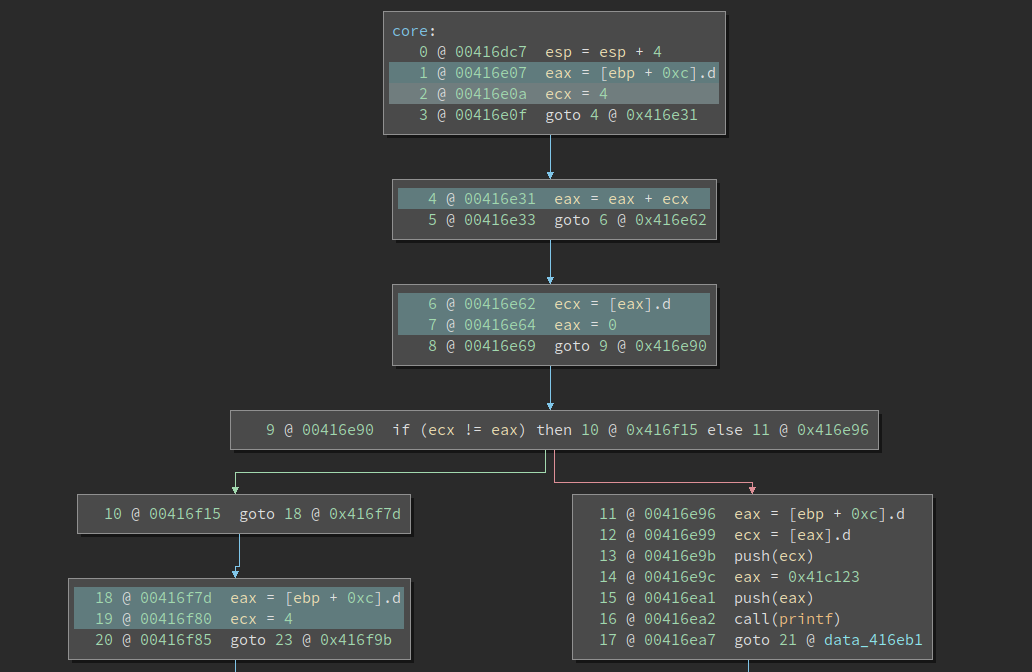 core:
0 @ 00416dc7 esp = esp + 4
1 @ 00416e07 eax = [ebp + 0xc].d
2 @ 00416e0a ecx = 4
3 @ 00416e0f goto 4 @ 0x416e31
4 @ 00416e31 eax = eax + ecx
5 @ 00416e33 goto 6 @ 0x416e62
6 @ 00416e62 ecx = [eax].d
7 @ 00416e64 eax = 0
8 @ 00416e69 goto 9 @ 0x416e90
9 @ 00416e90 if (ecx != eax) then 10 @ 0x416f15 else 11 @ 0x416e96
10 @ 00416f15 goto 18 @ 0x416f7d
18 @ 00416f7d eax = [ebp + 0xc].d
19 @ 00416f80 ecx = 4
20 @ 00416f85 goto 23 @ 0x416f9b
11 @ 00416e96 eax = [ebp + 0xc].d
12 @ 00416e99 ecx = [eax].d
13 @ 00416e9b push(ecx)
14 @ 00416e9c eax = 0x41c123
15 @ 00416ea1 push(eax)
16 @ 00416ea2 call(printf)
17 @ 00416ea7 goto 21 @ data_416eb1